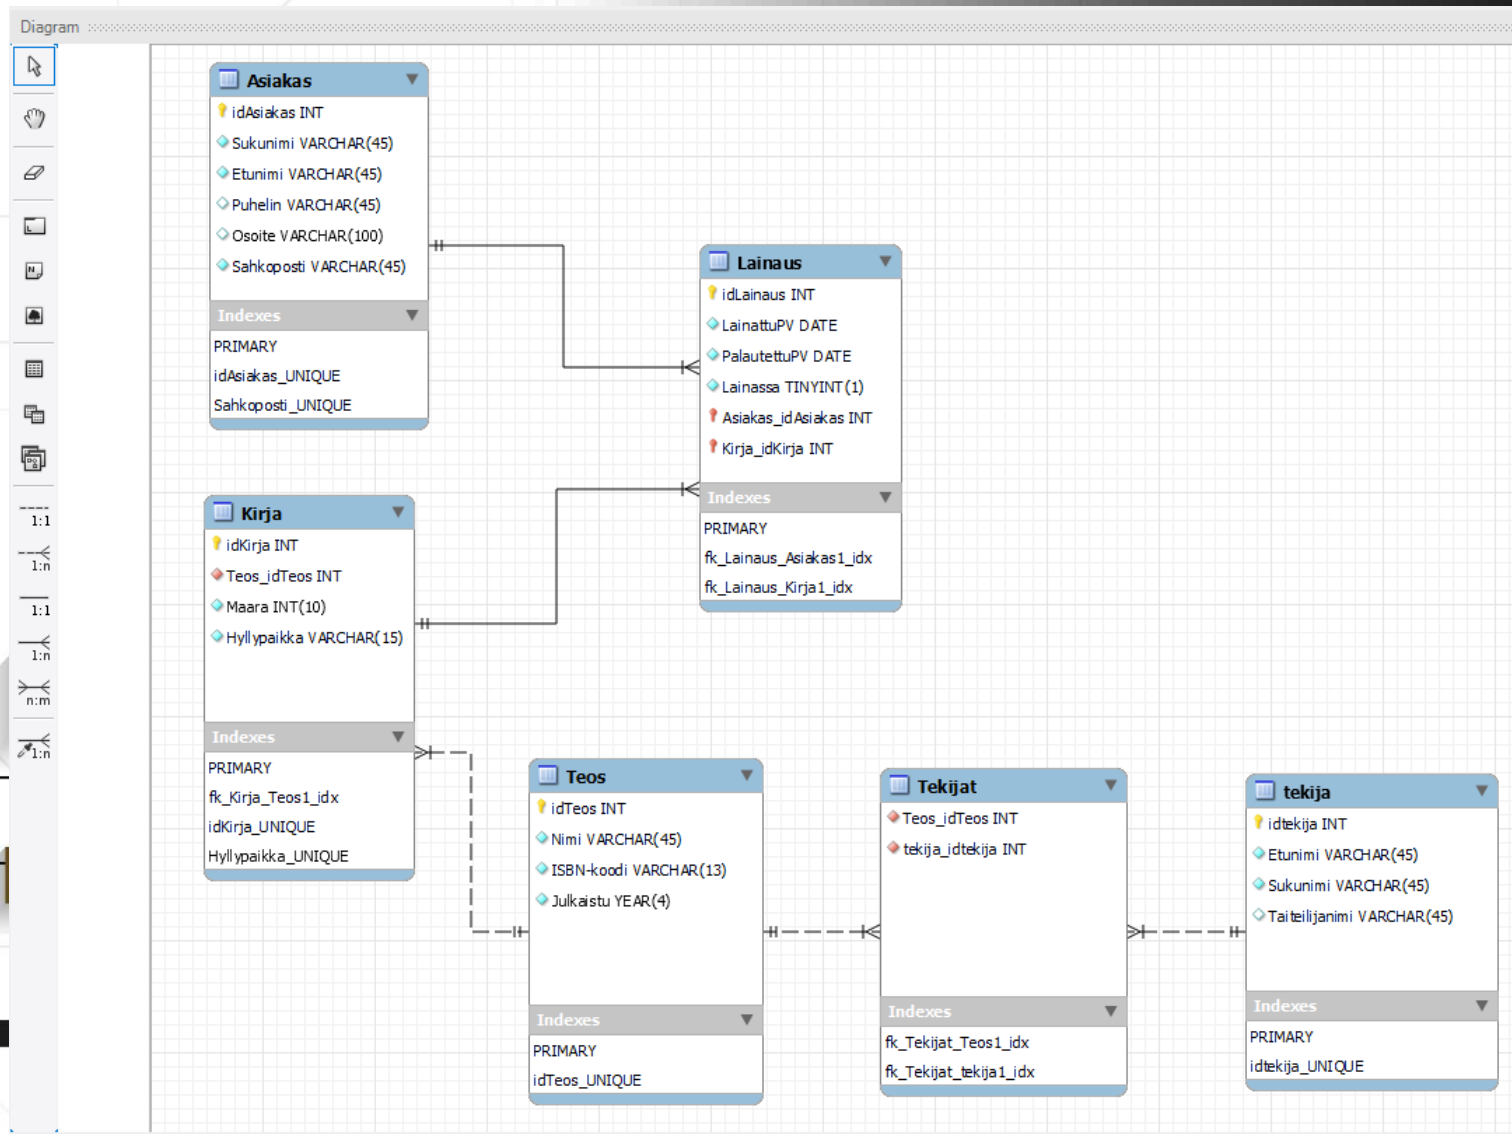 Diagram
Asiakas
idAsiakas INT
Sukunimi VARCHAR(45)
Etunimi VARCHAR(45)
Puhelin VARCHAR(45)
Osoite VARCHAR(100)
Sahkoposti VARCHAR(45)
Indexes
PRIMARY
idAsiakas_UNIQUE
Sahkoposti_UNIQUE
Lainaus
idLainaus INT
LainattuPV DATE
PalautettuPV DATE
Lainassa TINYINT(1)
Asiakas_idAsiakas INT
Kirja_idKirja INT
Indexes
PRIMARY
fk_Lainaus_Asiakas1_idx
fk_Lainaus_Kirja1_idx
Kirja
idKirja INT
Teos_idTeos INT
Maara INT(10)
Hyllypaikka VARCHAR(15)
Indexes
PRIMARY
fk_Kirja_Teos1_idx
idKirja_UNIQUE
Hyllypaikka_UNIQUE
Teos
idTeos INT
Nimi VARCHAR(45)
ISBN-koodi VARCHAR(13)
Julkaistu YEAR(4)
Indexes
PRIMARY
idTeos_UNIQUE
Tekijat
Teos_idTeos INT
tekija_idtekija INT
Indexes
fk_Tekijat_Teos1_idx
fk_Tekijat_tekija1_idx
tekija
idtekija INT
Etunimi VARCHAR(45)
Sukunimi VARCHAR(45)
Taiteilijanimi VARCHAR(45)
Indexes
PRIMARY
idtekija_UNIQUE
1:1
1:n
1:1
1:n
n:m
1:n